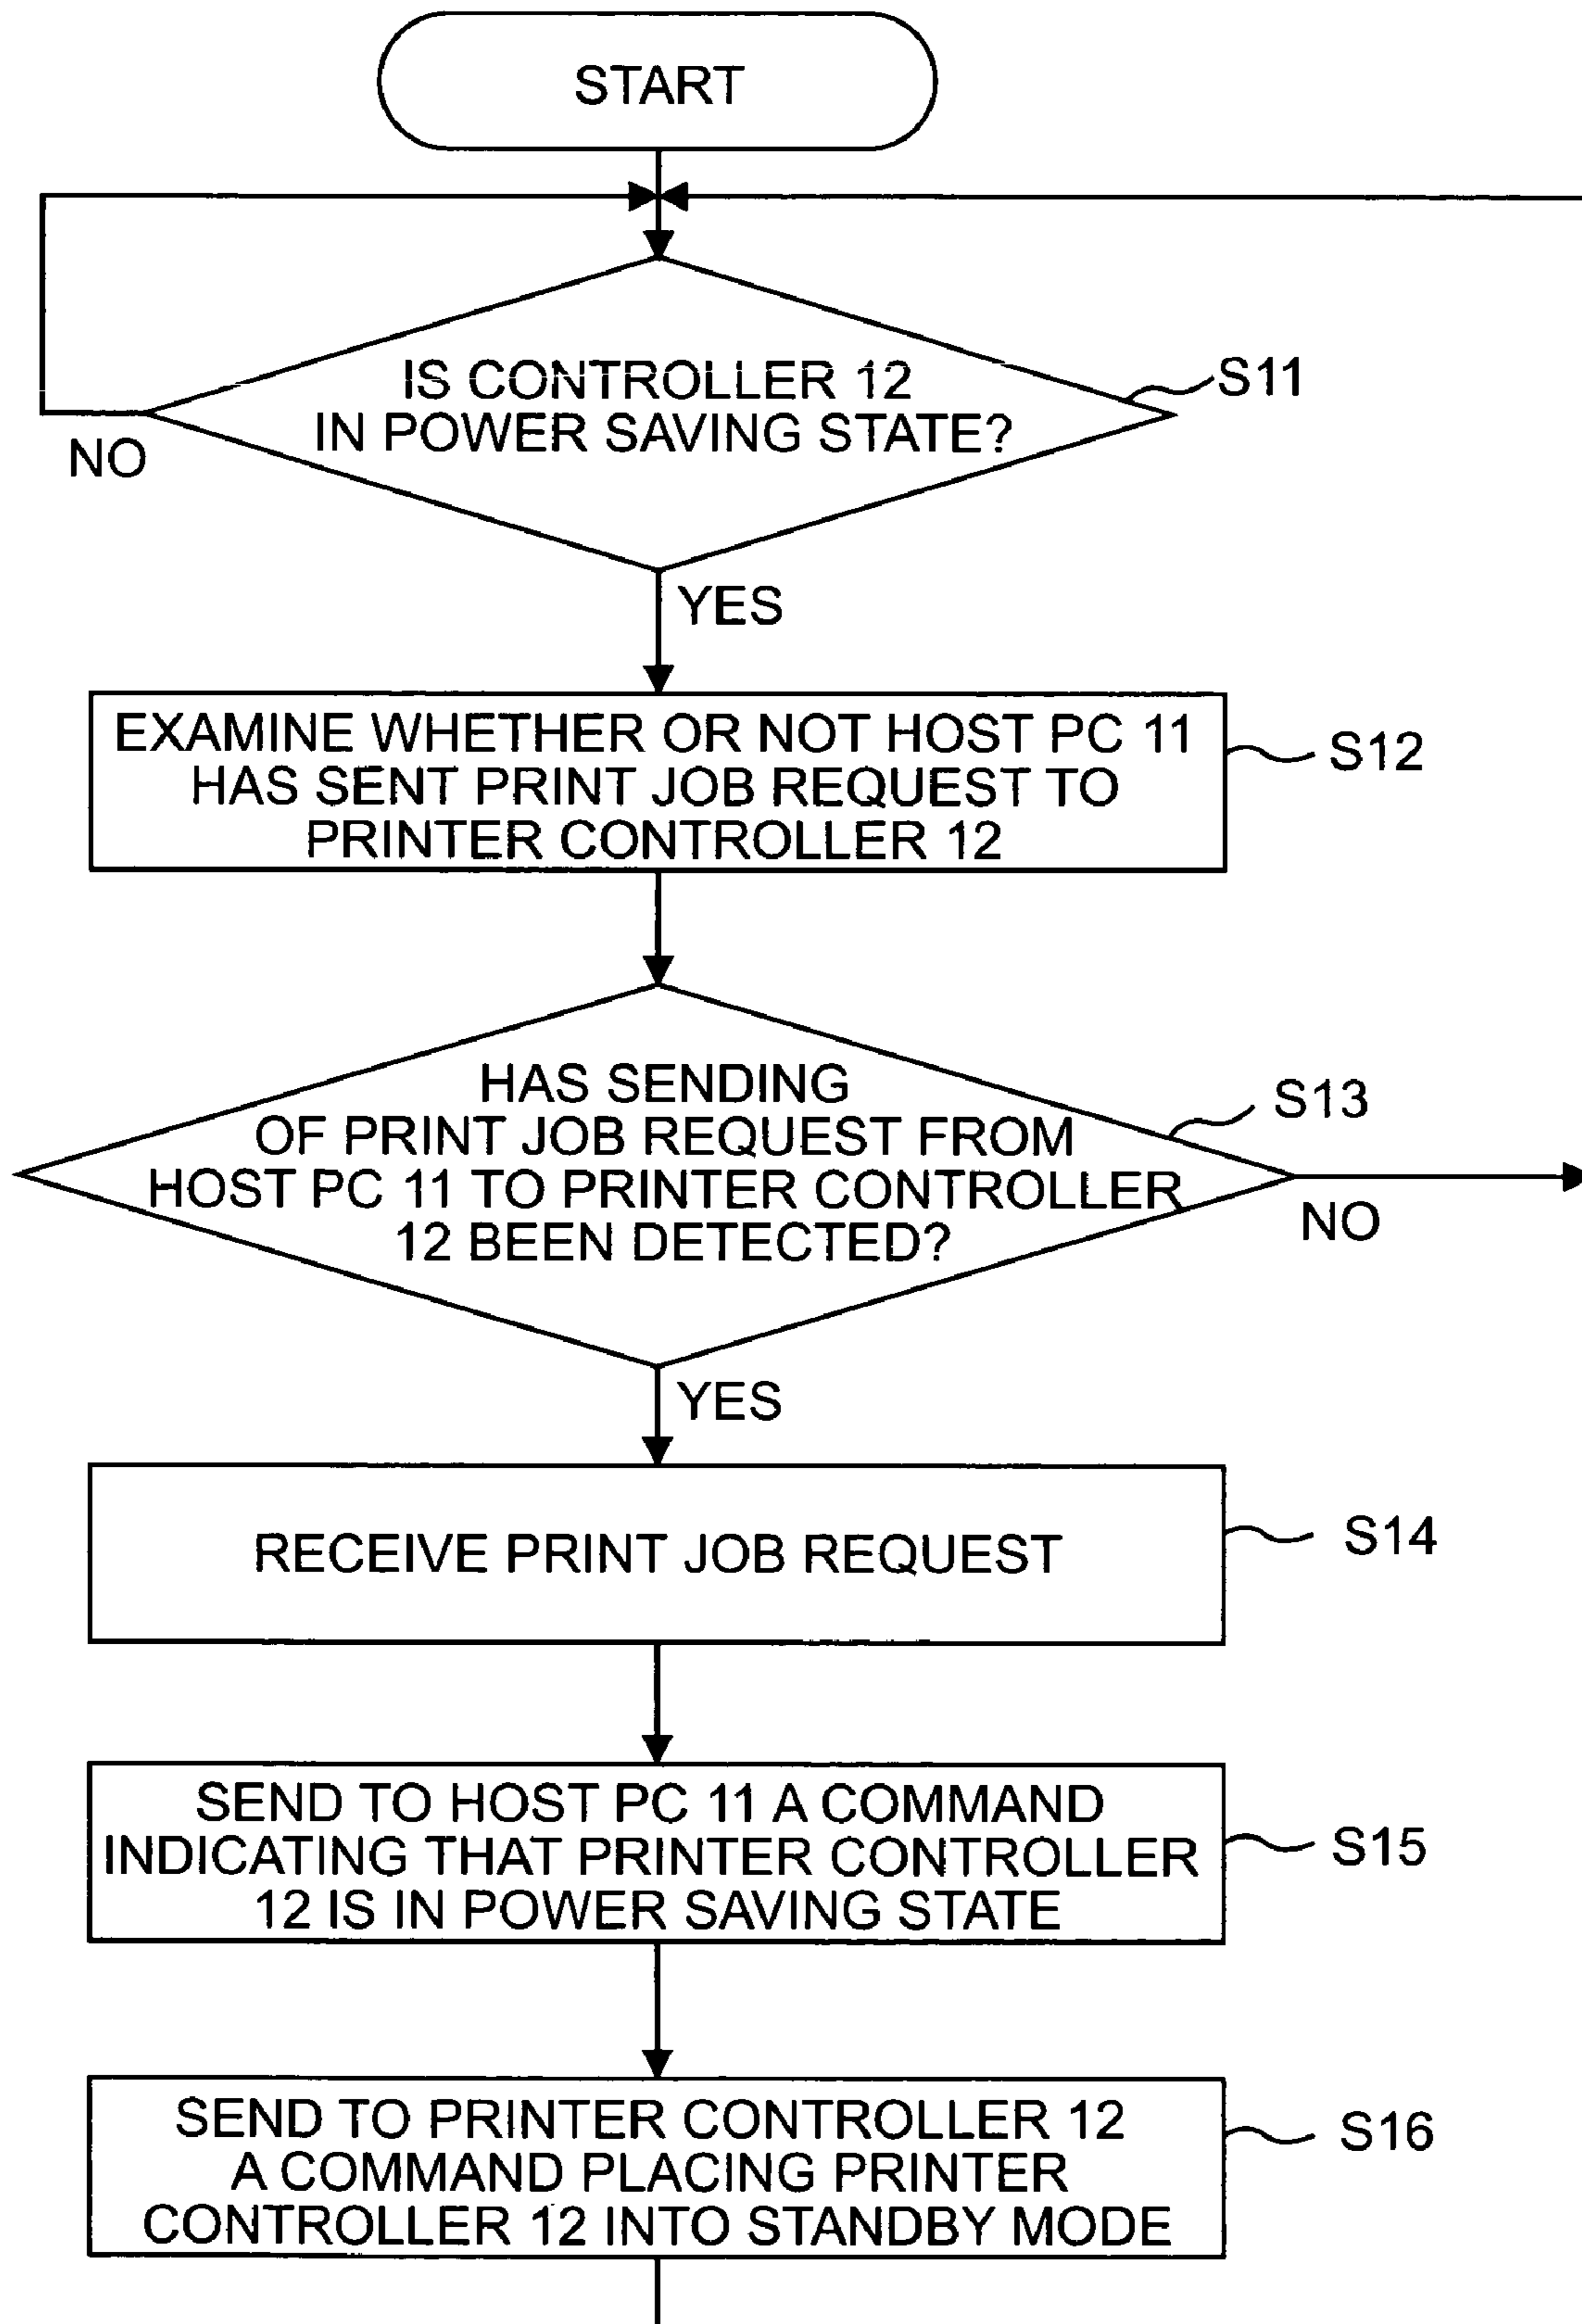 START
IS CONTROLLER 12
IN POWER SAVING STATE?
S11
NO
YES
EXAMINE WHETHER OR NOT HOST PC 11
HAS SENT PRINT JOB REQUEST TO
PRINTER CONTROLLER 12
S12
HAS SENDING
OF PRINT JOB REQUEST FROM
HOST PC 11 TO PRINTER CONTROLLER
12 BEEN DETECTED?
S13
NO
YES
RECEIVE PRINT JOB REQUEST
S14
SEND TO HOST PC 11 A COMMAND
INDICATING THAT PRINTER CONTROLLER
12 IS IN POWER SAVING STATE
S15
SEND TO PRINTER CONTROLLER 12
A COMMAND PLACING PRINTER
CONTROLLER 12 INTO STANDBY MODE
S16